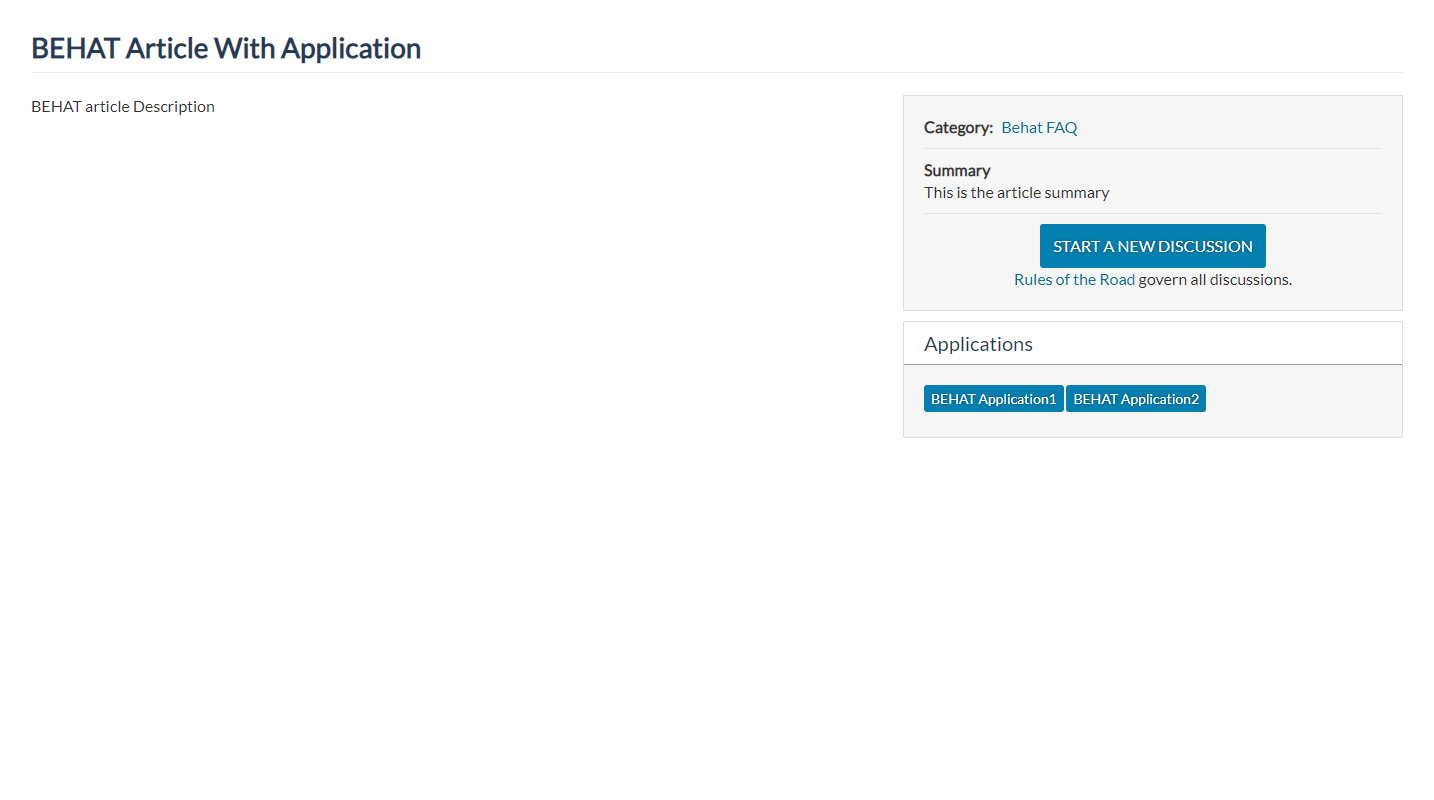 BEHAT Article With Application
BEHAT article Description
Category: Behat FAQ
Summary
This is the article summary
START A NEW DISCUSSION
Rules of the Road govern all discussions.
Applications
BEHAT Application1 BEHAT Application2